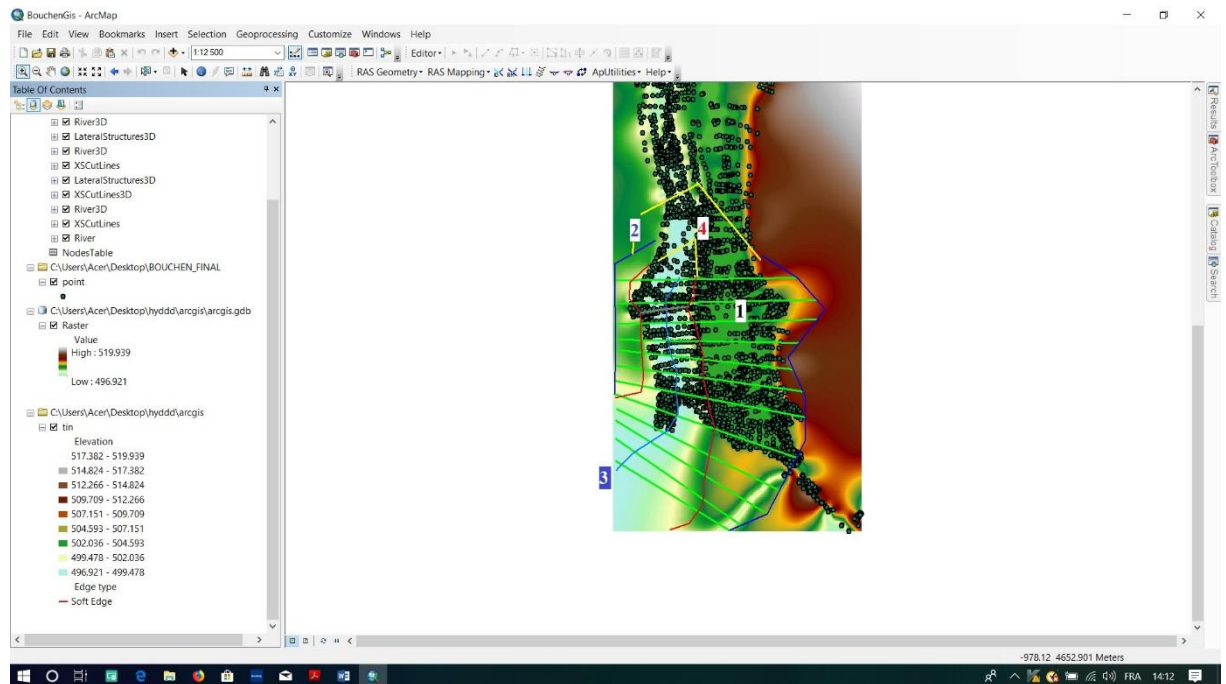 BouchenGis - ArcMap
File Edit View Bookmarks Insert Selection Geoprocessing Customize Windows Help
1:12 500
Editor
RAS Geometry RAS Mapping ApUtilities Help
Table Of Contents
River3D
LateralStructures3D
River3D
XSCutLines
LateralStructures3D
XSCutLines3D
River3D
XSCutLines
River
NodesTable
C:\Users\Acer\Desktop\BOUCHEN_FINAL
point
C:\Users\Acer\Desktop\hyddd\arcgis\arcgis.gdb
Raster
Value
High : 519.939
Low : 496.921
C:\Users\Acer\Desktop\hyddd\arcgis
tin
Elevation
517.382 - 519.939
514.824 - 517.382
512.266 - 514.824
509.709 - 512.266
507.151 - 509.709
504.593 - 507.151
502.036 - 504.593
499.478 - 502.036
496.921 - 499.478
Edge type
Soft Edge
2
4
1
3
Results
ArcToolbox
Catalog
Search
-978.12 4652.901 Meters
FRA 14:12